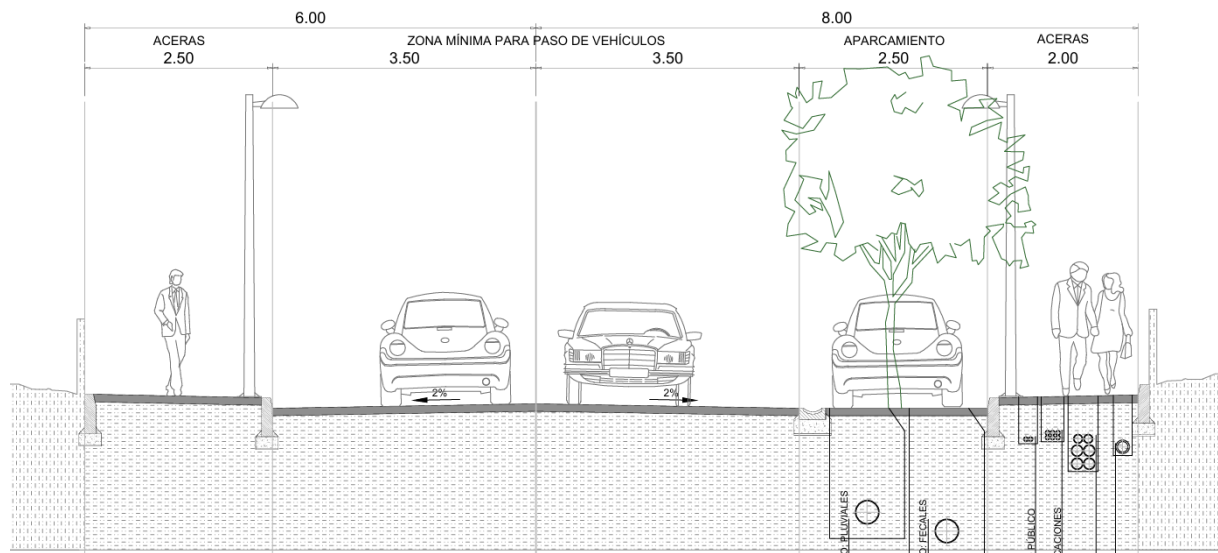 6.00 8.00
ACERAS ZONA MÍNIMA PARA PASO DE VEHÍCULOS APARCAMIENTO ACERAS
2.50 3.50 3.50 2.50 2.00
2% 2%
O: PLUVIALES
O: FECALES
PÚBLICO